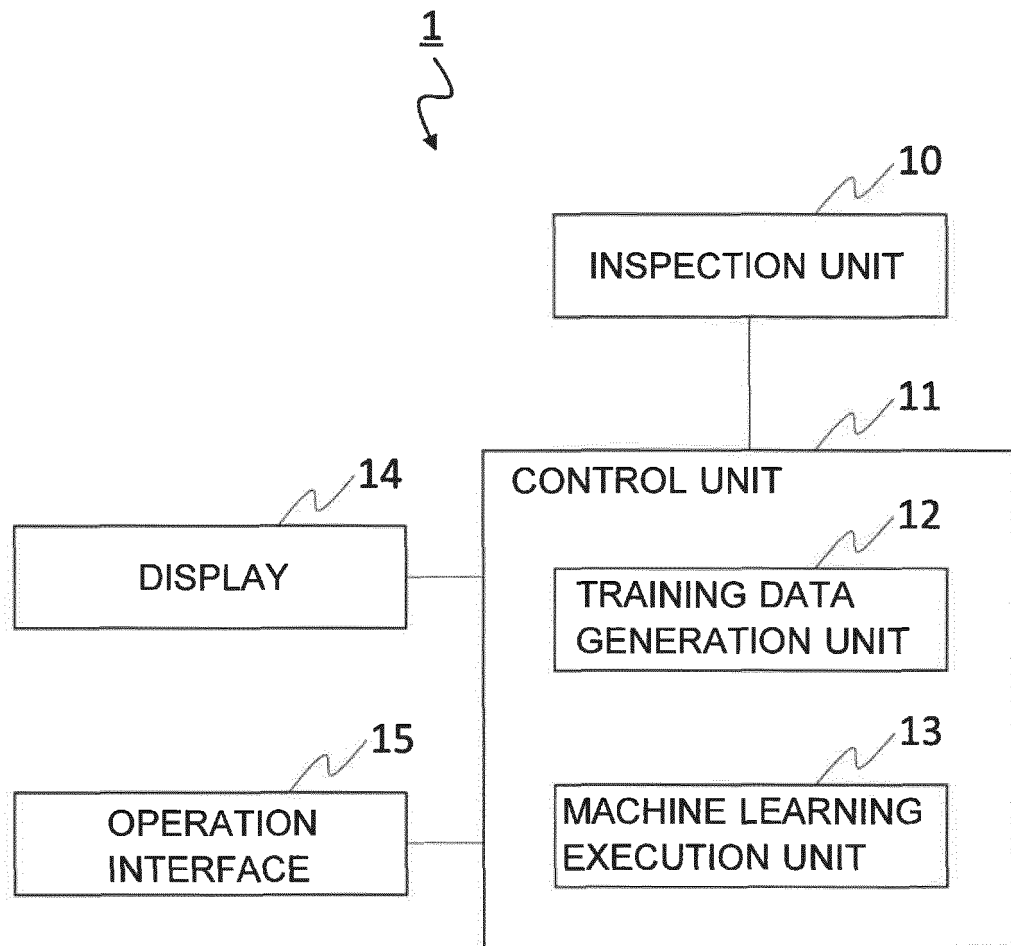 1
10
INSPECTION UNIT
11
CONTROL UNIT
14
DISPLAY
12
TRAINING DATA
GENERATION UNIT
15
OPERATION
INTERFACE
13
MACHINE LEARNING
EXECUTION UNIT